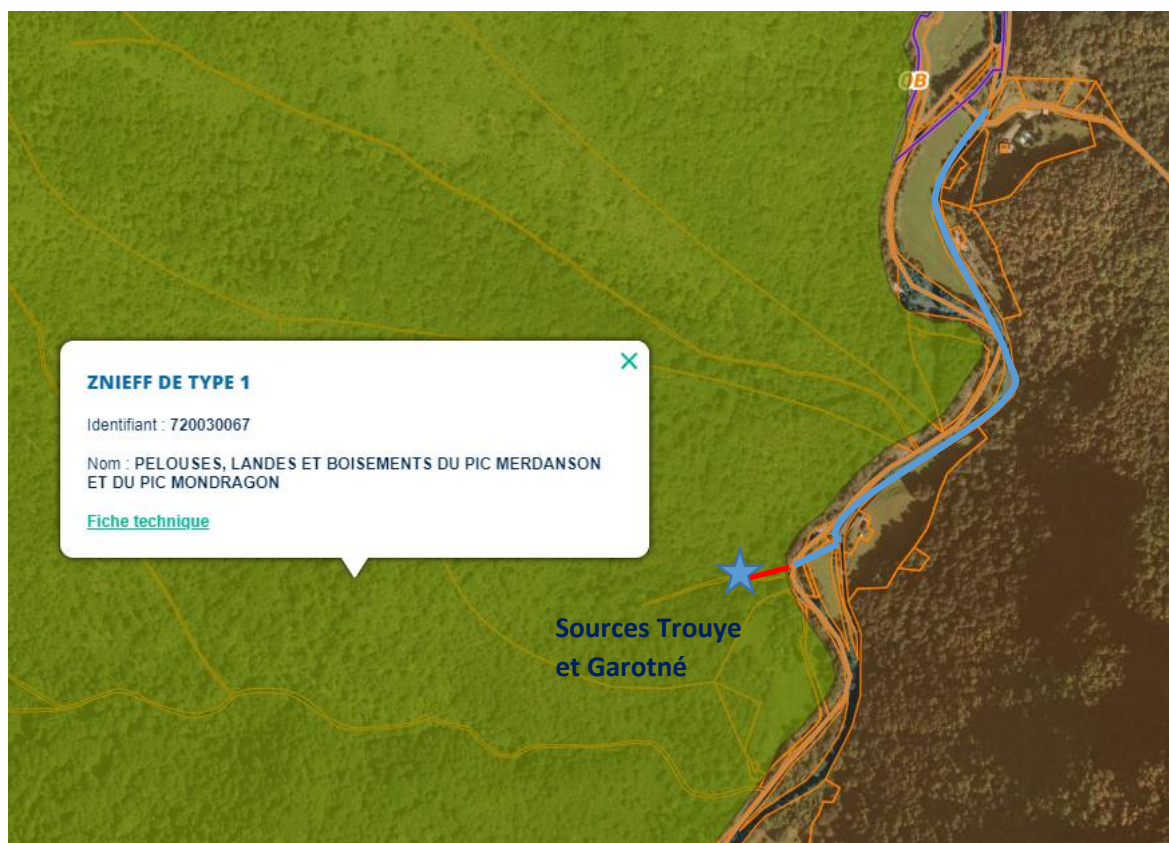 0B
ZNIEFF DE TYPE 1
Identifiant : 720030067
Nom : PELOUSES, LANDES ET BOISEMENTS DU PIC MERDANSON
ET DU PIC MONDRAGON
Fiche technique
Sources Trouye
et Garotné